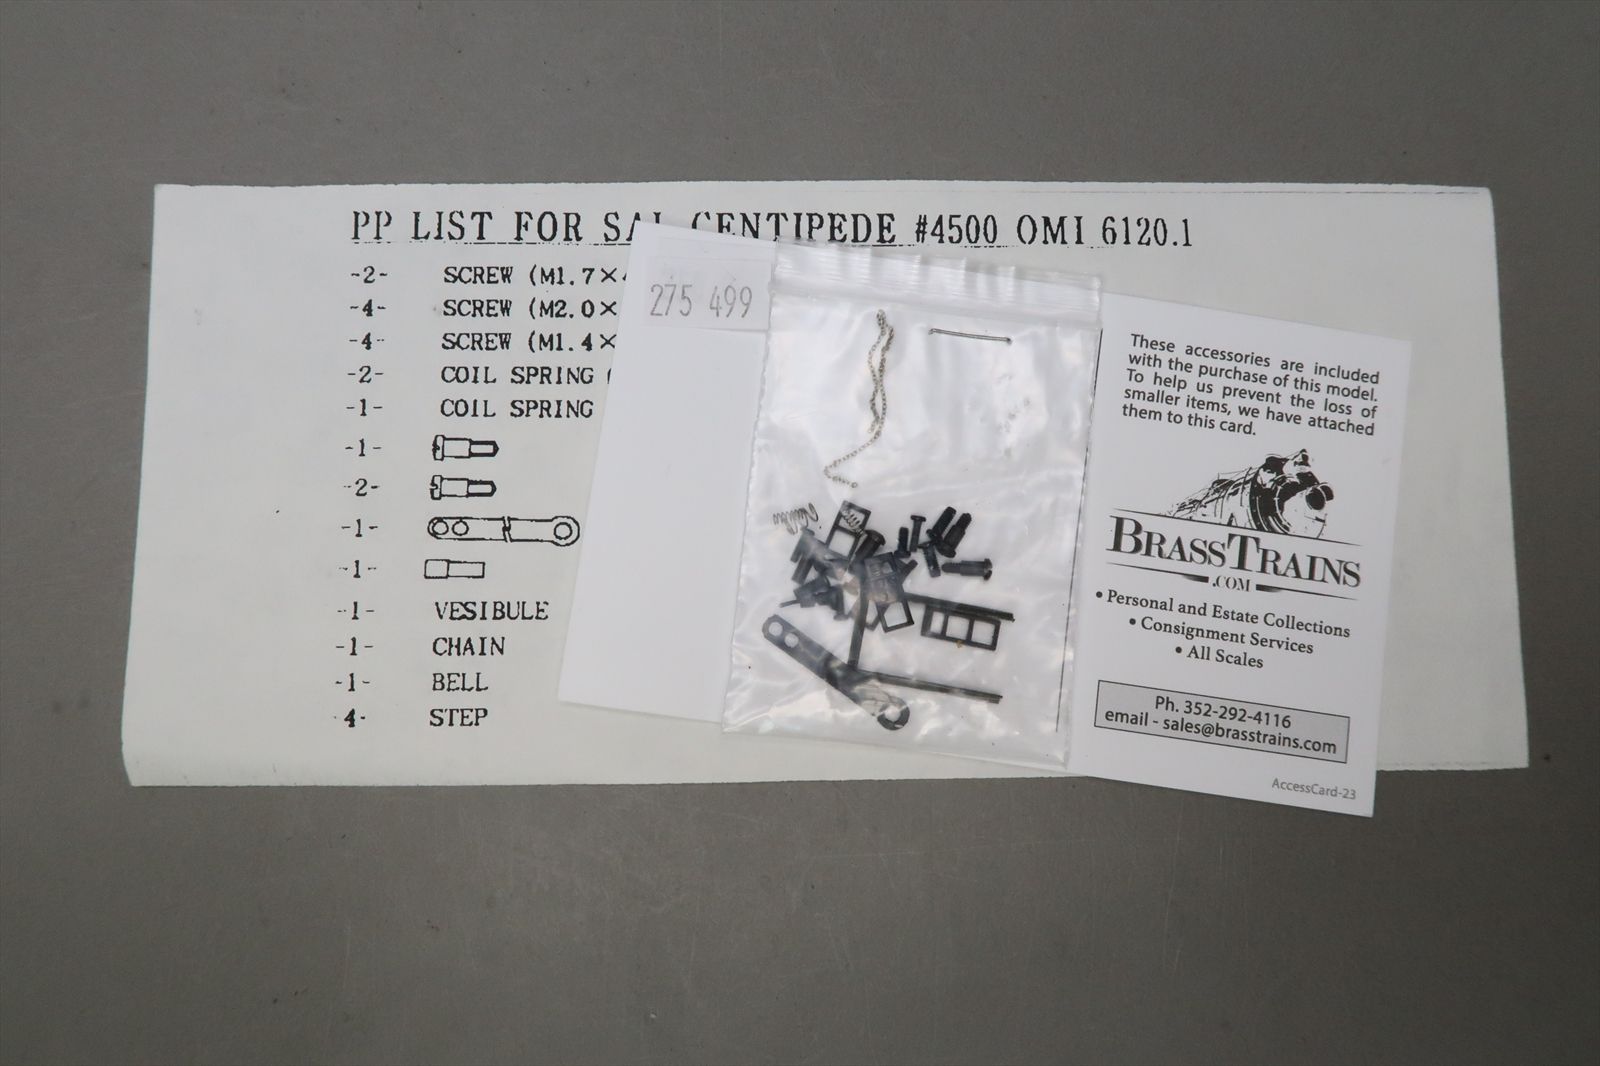 PP LIST FOR SAL CENTIPEDE #4500 OMI 6120.1
-2- SCREW (M1.7×
-4- SCREW (M2.0×
-4- SCREW (M1.4×
-2- COIL SPRING (
-1- COIL SPRING
-1-
-2-
-1-
-1-
-1- VESIBULE
-1- CHAIN
-1- BELL
4- STEP
275 499
These accessories are included
with the purchase of this model.
To help us prevent the loss of
smaller items, we have attached
them to this card.
BRASSTRAINS
.COM
• Personal and Estate Collections
• Consignment Services
• All Scales
Ph. 352-292-4116
email - sales@brasstrains.com
AccessCard-23